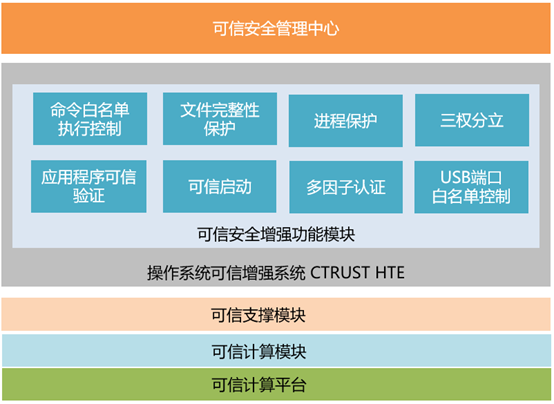 可信安全管理中心
命令白名单
执行控制
文件完整性
保护
进程保护
三权分立
应用程序可信
验证
可信启动
多因子认证
USB端口
白名单控制
可信安全增强功能模块
操作系统可信增强系统 CTRUST HTE
可信支撑模块
可信计算模块
可信计算平台